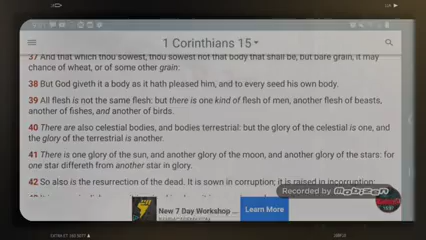 1 Corinthians 15
37 And that which thou sowest, thou sowest not that body that shall be, but bare grain, it may
chance of wheat, or of some other grain:
38 But God giveth it a body as it hath pleased him, and to every seed his own body.
39 All flesh is not the same flesh: but there is one kind of flesh of men, another flesh of beasts,
another of fishes, and another of birds.
40 There are also celestial bodies, and bodies terrestrial: but the glory of the celestial is one, and
the glory of the terrestrial is another.
41 There is one glory of the sun, and another glory of the moon, and another glory of the stars: for
one star differeth from another star in glory.
42 So also is the resurrection of the dead. It is sown in corruption; it is raised in incorruption:
Recorded by MOBIZEN
New 7 Day Workshop ...
Learn More